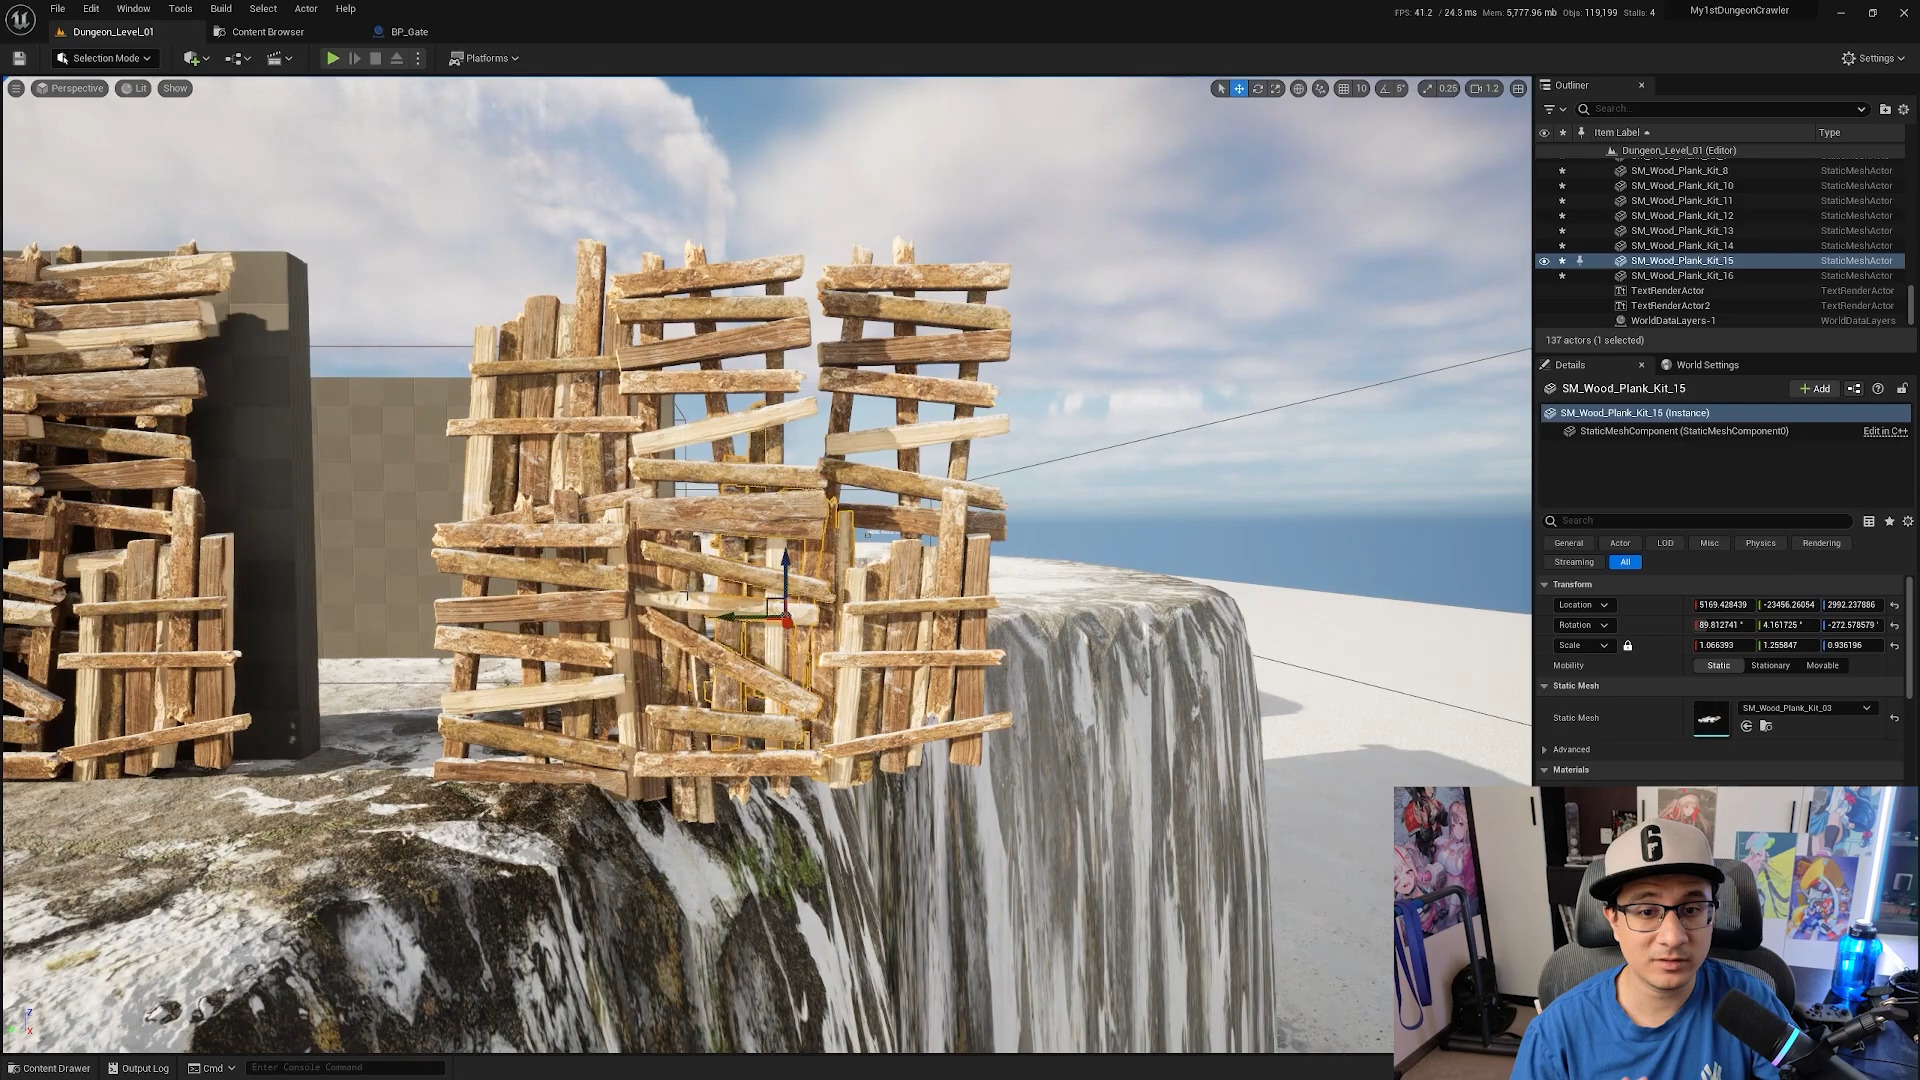 File Edit Window Tools Build Select Actor Help
FPS: 41.2 / 24.3 ms Mem: 5,777.96 mb Objs: 119,199 Stalls: 4
My1stDungeonCrawler
Dungeon_Level_01
Content Browser
BP_Gate
Selection Mode
Platforms
Settings
Perspective
Lit
Show
10
5°
0.25
1.2
Outliner
Search...
Item Label
Type
Dungeon_Level_01 (Editor)
SM_Wood_Plank_Kit_8 StaticMeshActor
SM_Wood_Plank_Kit_10 StaticMeshActor
SM_Wood_Plank_Kit_11 StaticMeshActor
SM_Wood_Plank_Kit_12 StaticMeshActor
SM_Wood_Plank_Kit_13 StaticMeshActor
SM_Wood_Plank_Kit_14 StaticMeshActor
SM_Wood_Plank_Kit_15 StaticMeshActor
SM_Wood_Plank_Kit_16 StaticMeshActor
TextRenderActor TextRenderActor
TextRenderActor2 TextRenderActor
WorldDataLayers-1 WorldDataLayers
137 actors (1 selected)
Details
World Settings
SM_Wood_Plank_Kit_15
Add
SM_Wood_Plank_Kit_15 (Instance)
StaticMeshComponent (StaticMeshComponent0)
Edit in C++
Search
General Actor LOD Misc Physics Rendering
Streaming All
Transform
Location 5169.428439 -23456.26054 2992.237886
Rotation 89.812741° 4.161725° -272.578579°
Scale 1.066393 1.255847 0.936196
Mobility Static Stationary Movable
Static Mesh
Static Mesh SM_Wood_Plank_Kit_03
Advanced
Materials
6
Z
X
Content Drawer
Output Log
Cmd
Enter Console Command